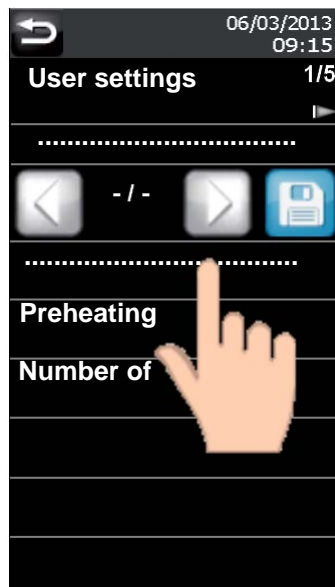 06/03/2013
09:15
User settings 1/5
...................................
- / -
.....................................
Preheating
Number of